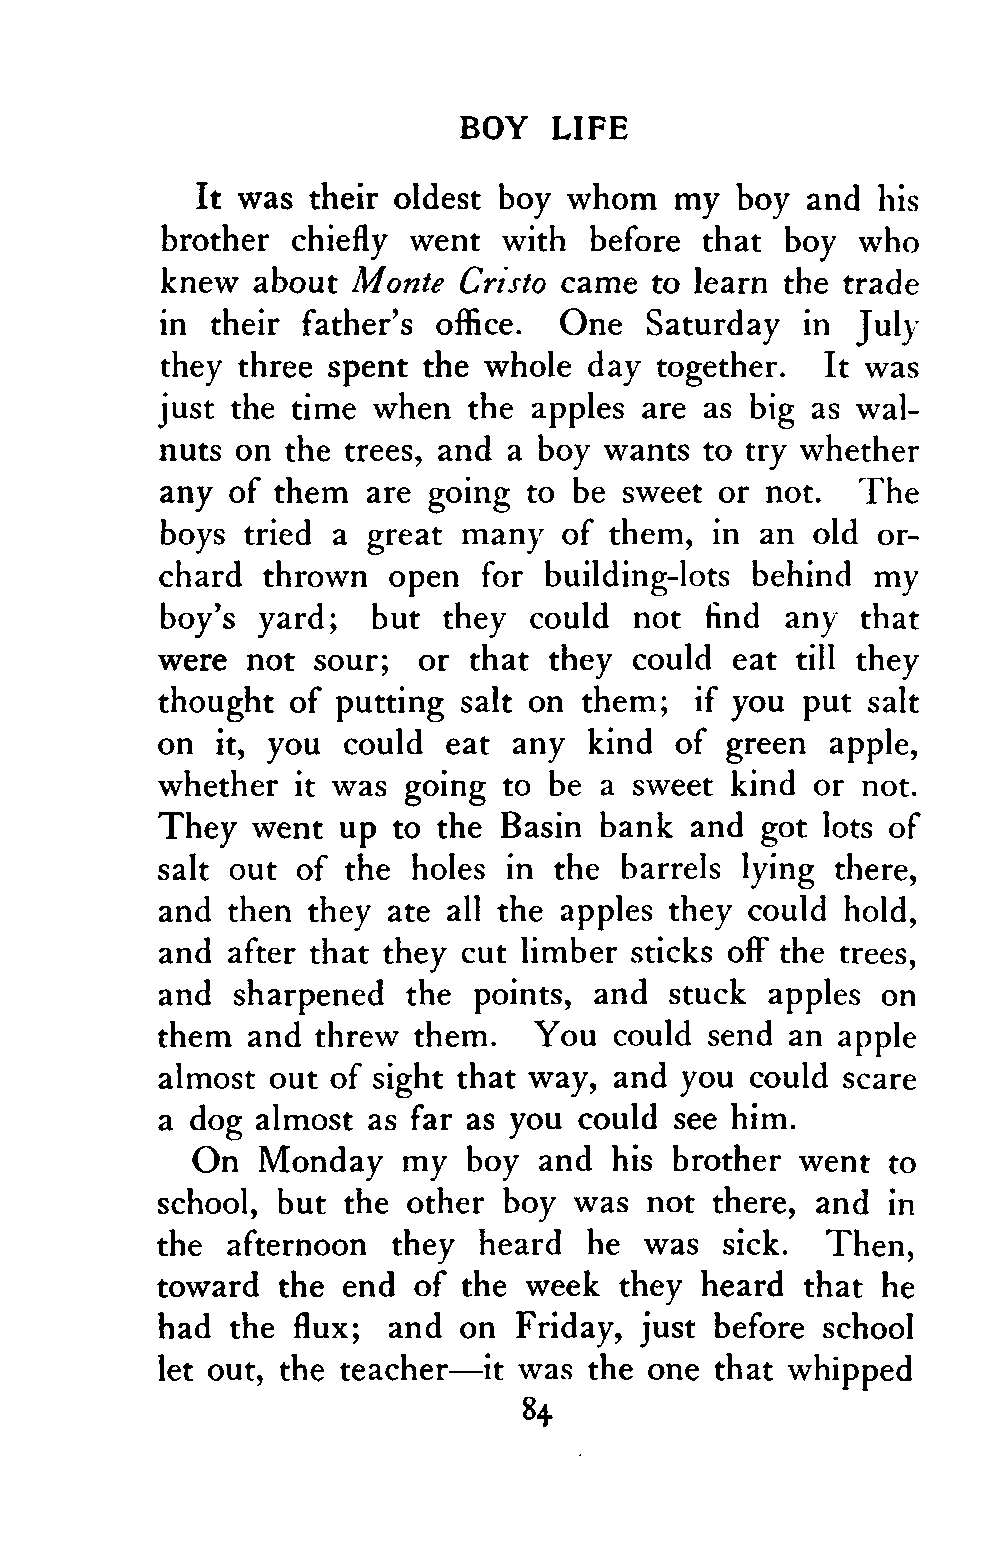 BOY LIFE
It was their oldest boy whom my boy and his
brother chiefly went with before that boy who
knew about Monte Cristo came to learn the trade
in their father's office. One Saturday in July
they three spent the whole day together. It was
just the time when the apples are as big as wal-
nuts on the trees, and a boy wants to try whether
any of them are going to be sweet or not. The
boys tried a great many of them, in an old or-
chard thrown open for building-lots behind my
boy's yard; but they could not find any that
were not sour; or that they could eat till they
thought of putting salt on them; if you put salt
on it, you could eat any kind of green apple,
whether it was going to be a sweet kind or not.
They went up to the Basin bank and got lots of
salt out of the holes in the barrels lying there,
and then they ate all the apples they could hold,
and after that they cut limber sticks off the trees,
and sharpened the points, and stuck apples on
them and threw them. You could send an apple
almost out of sight that way, and you could scare
a dog almost as far as you could see him.
On Monday my boy and his brother went to
school, but the other boy was not there, and in
the afternoon they heard he was sick. Then,
toward the end of the week they heard that he
had the flux; and on Friday, just before school
let out, the teacher—it was the one that whipped
84